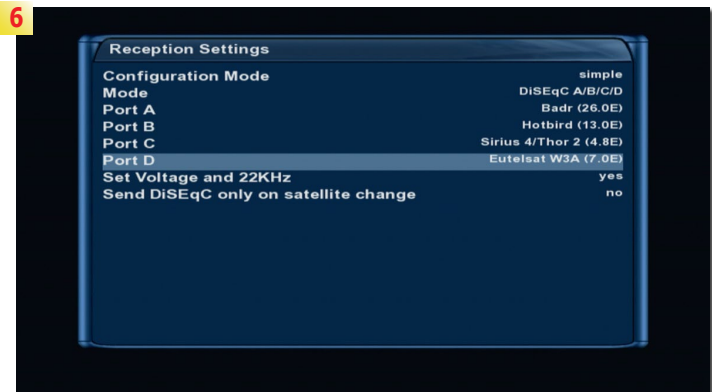 6
Reception Settings
Configuration Mode simple
Mode DiSEqC A/B/C/D
Port A Badr (26.0E)
Port B Hotbird (13.0E)
Port C Sirius 4/Thor 2 (4.8E)
Port D Eutelsat W3A (7.0E)
Set Voltage and 22KHz yes
Send DiSEqC only on satellite change no